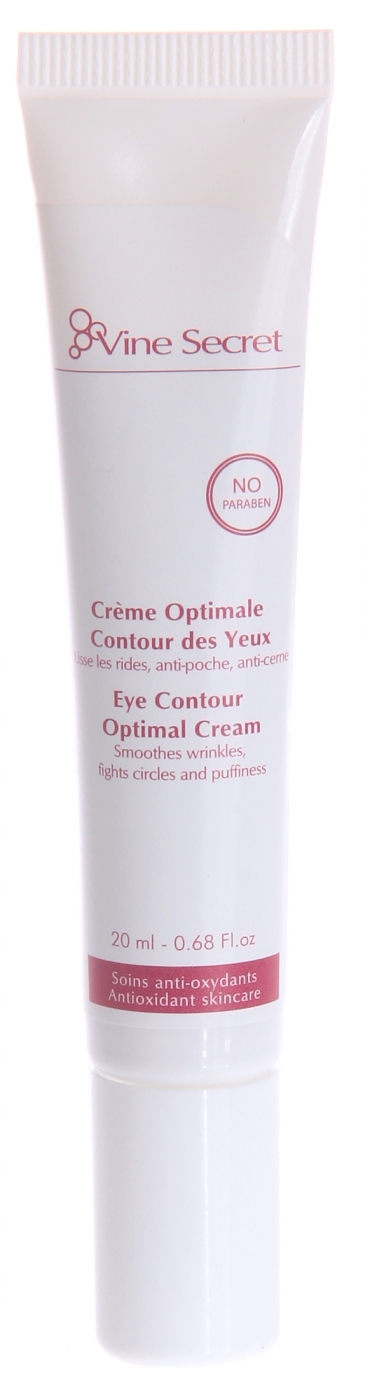 Vine Secret
NO
PARABEN
Crème Optimale
Contour des Yeux
les rides, anti-poche, anti-cerne
Eye Contour
Optimal Cream
Smoothes wrinkles,
fights circles and puffiness
20 ml - 0.68 Fl.oz
Soins anti-oxydants
Antioxidant skincare